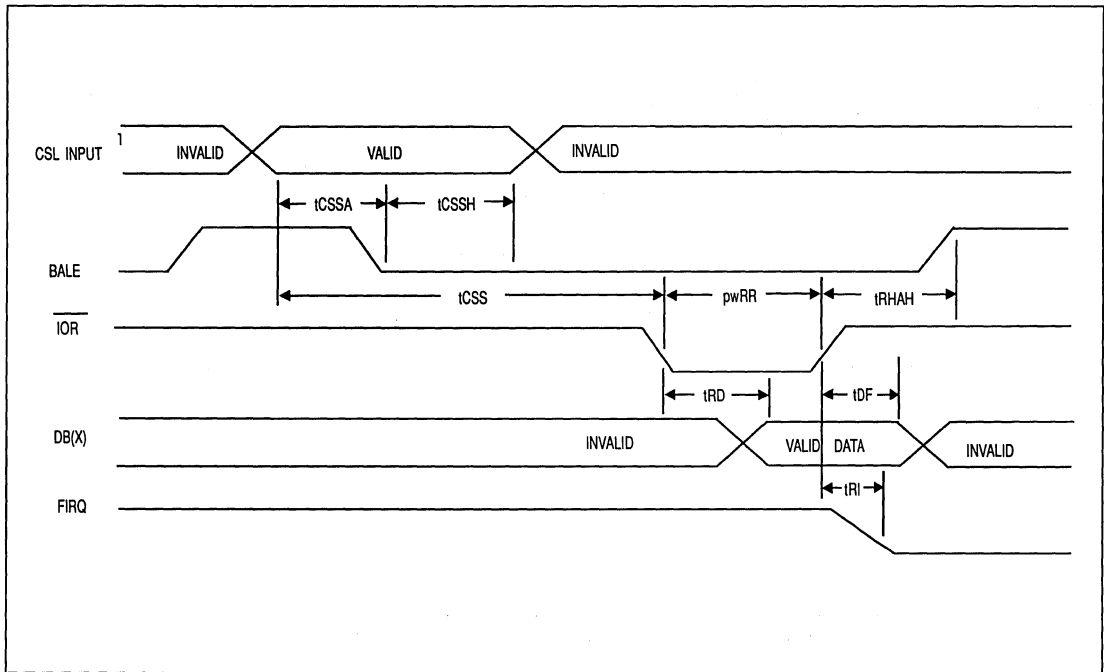 CSL INPUT 1 INVALID VALID INVALID
tCSSA tCSSH
BALE
tCSS pwRR tRHAH
IOR
tRD tDF
DB(X) INVALID VALID DATA INVALID
tRI
FIRQ